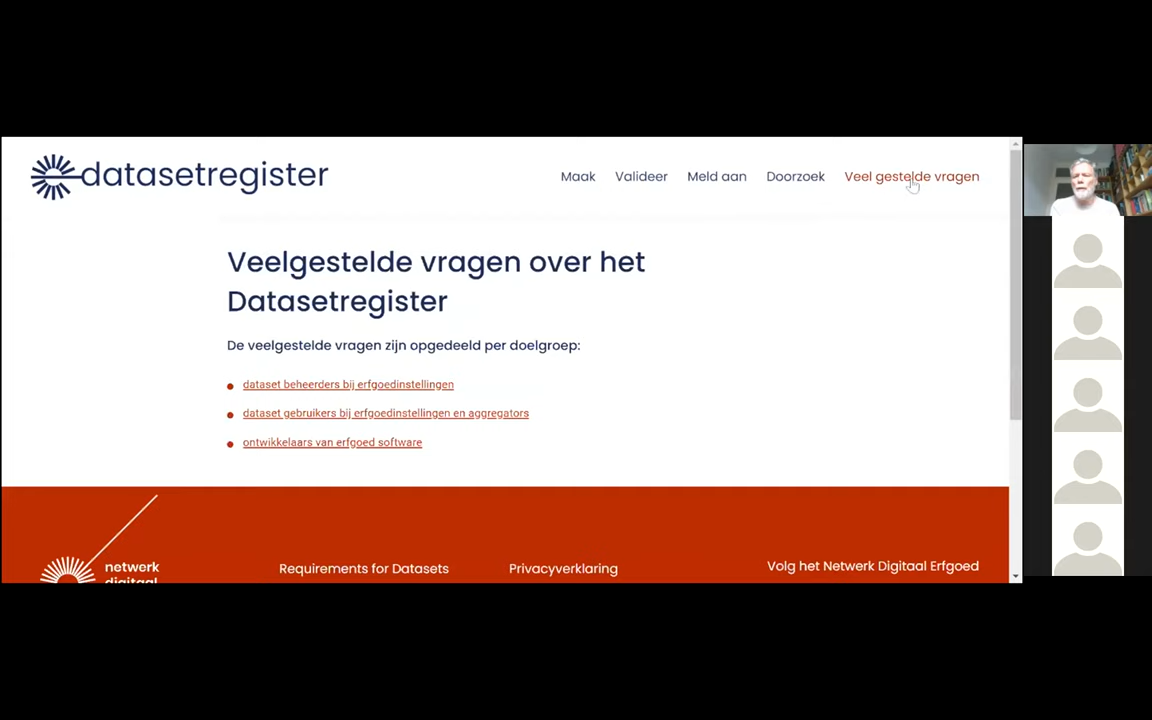 datasetregister
Maak Valideer Meld aan Doorzoek Veel gestelde vragen
Veelgestelde vragen over het
Datasetregister
De veelgestelde vragen zijn opgedeeld per doelgroep:
dataset beheerders bij erfgoedinstellingen
dataset gebruikers bij erfgoedinstellingen en aggregators
ontwikkelaars van erfgoed software
netwerk
digitaal
Requirements for Datasets
Privacyverklaring
Volg het Netwerk Digitaal Erfgoed